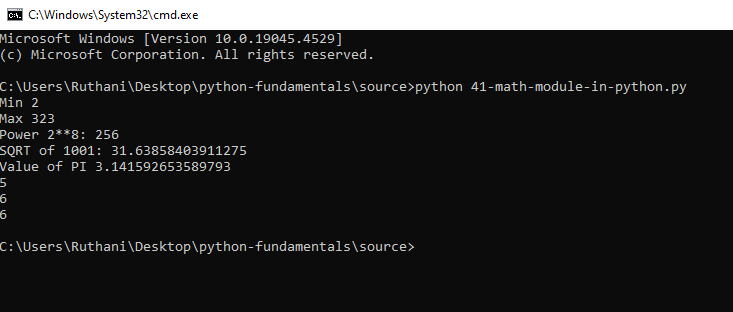 C:\Windows\System32\cmd.exe
Microsoft Windows [Version 10.0.19045.4529]
(c) Microsoft Corporation. All rights reserved.
C:\Users\Ruthani\Desktop\python-fundamentals\source>python 41-math-module-in-python.py
Min 2
Max 323
Power 2**8: 256
SQRT of 1001: 31.63858403911275
Value of PI 3.141592653589793
5
6
6
C:\Users\Ruthani\Desktop\python-fundamentals\source>